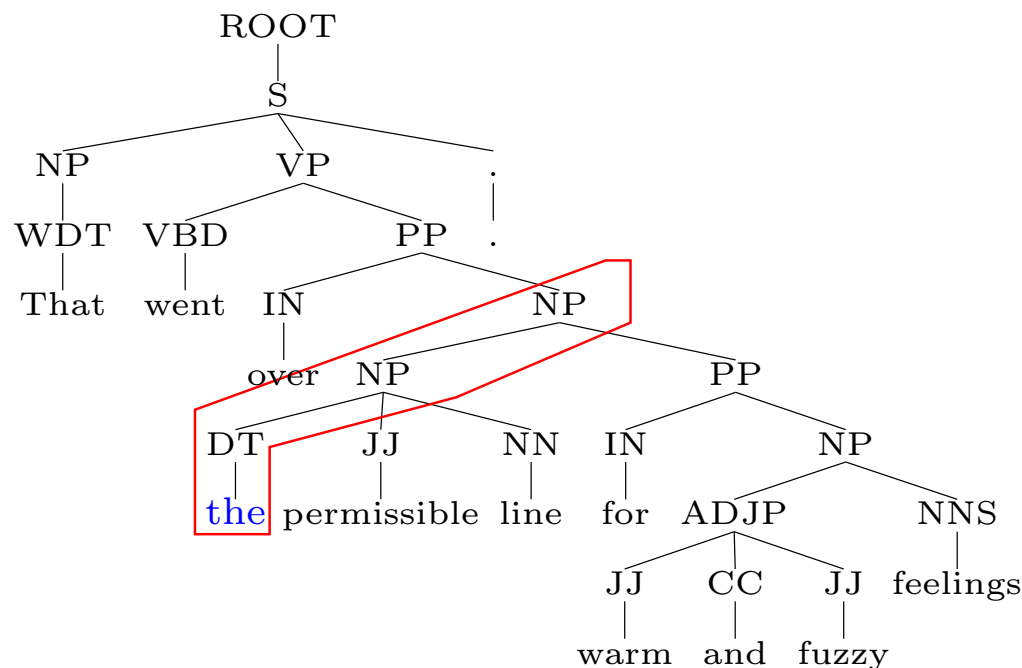 ROOT
S
NP VP .
WDT VBD PP .
That went IN NP
over NP PP
DT JJ NN IN NP
the permissible line for ADJP NNS
JJ CC JJ feelings
warm and fuzzy